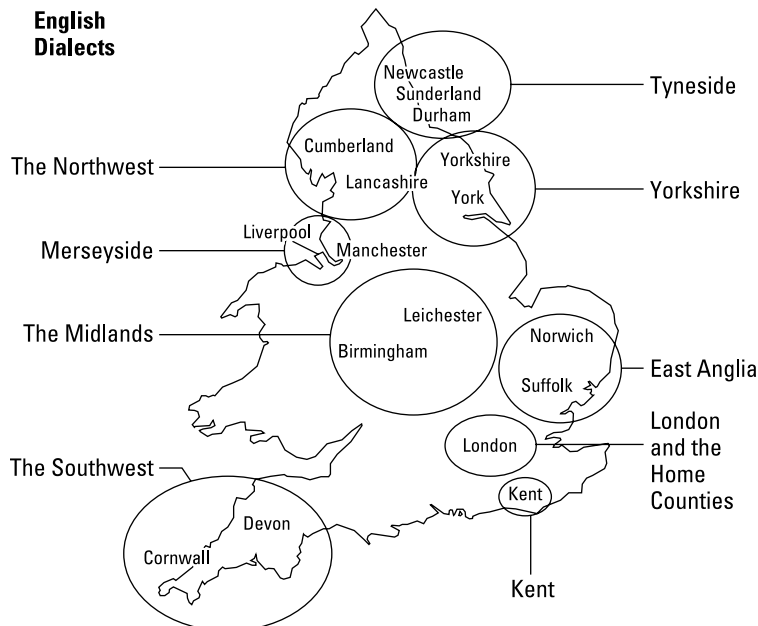 English
Dialects
Newcastle
Sunderland
Durham
Tyneside
Cumberland
Lancashire
The Northwest
Yorkshire
York
Yorkshire
Liverpool
Manchester
Merseyside
Leichester
Birmingham
The Midlands
Norwich
Suffolk
East Anglia
London
London
and the
Home
Counties
The Southwest
Devon
Cornwall
Kent
Kent